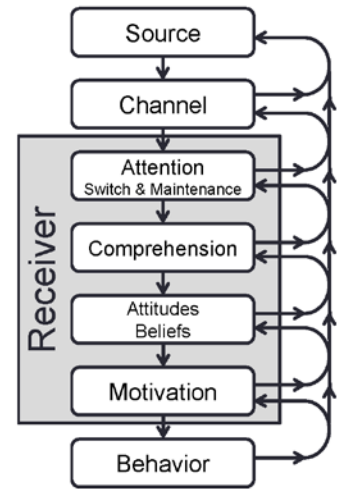 Source
Channel
Receiver
Attention
Switch & Maintenance
Comprehension
Attitudes
Beliefs
Motivation
Behavior